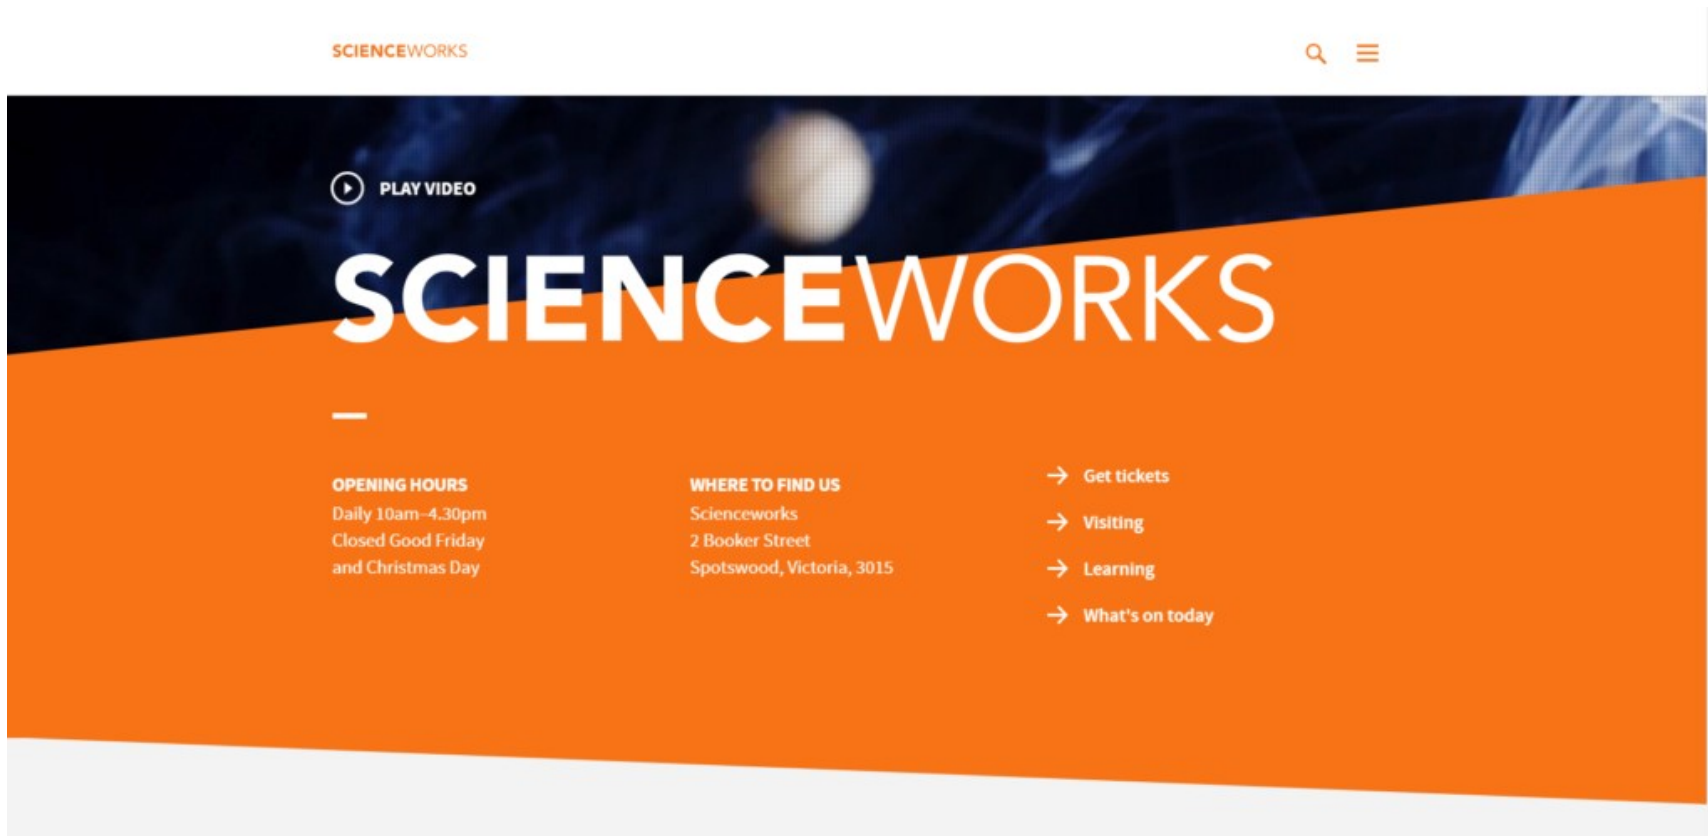 SCIENCEWORKS
PLAY VIDEO
SCIENCEWORKS
OPENING HOURS
Daily 10am–4.30pm
Closed Good Friday
and Christmas Day
WHERE TO FIND US
Scienceworks
2 Booker Street
Spotswood, Victoria, 3015
Get tickets
Visiting
Learning
What's on today